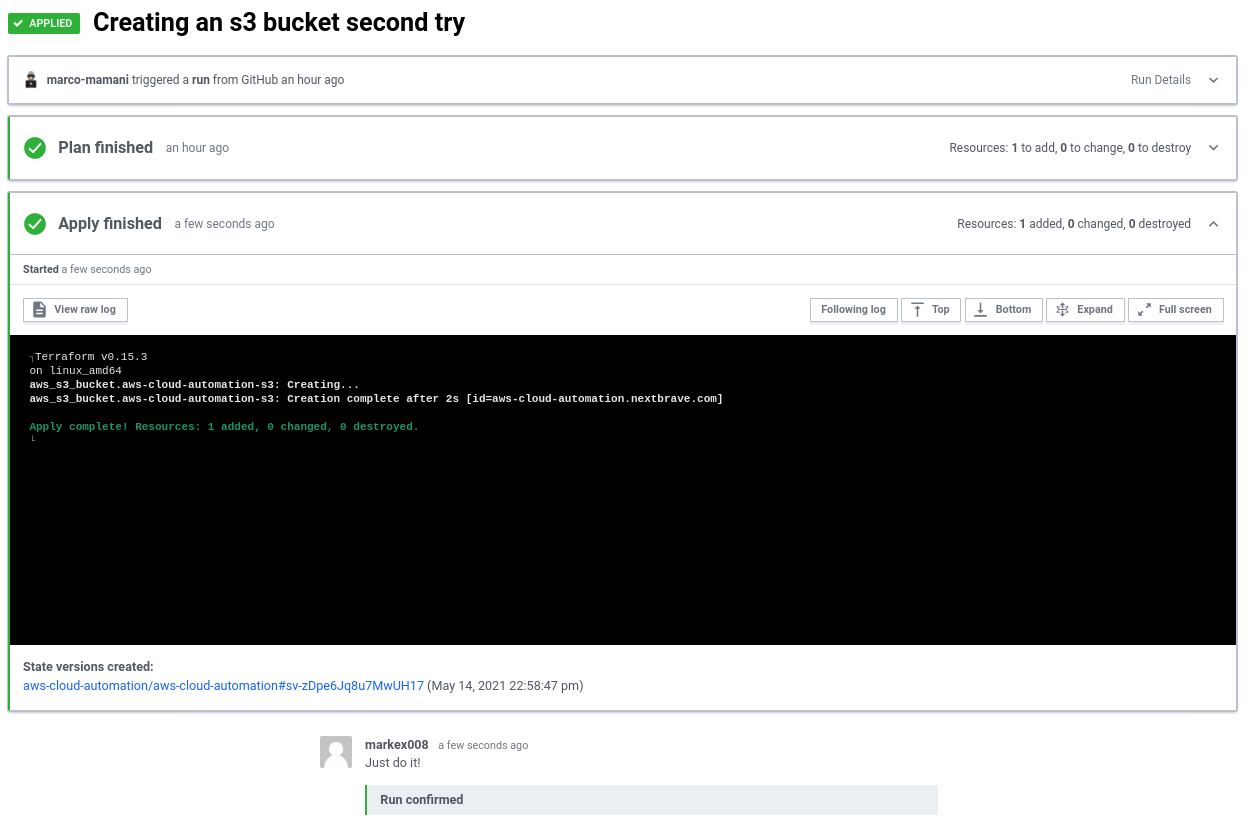 APPLIED Creating an s3 bucket second try
marco-mamani triggered a run from GitHub an hour ago Run Details
Plan finished an hour ago Resources: 1 to add, 0 to change, 0 to destroy
Apply finished a few seconds ago Resources: 1 added, 0 changed, 0 destroyed
Started a few seconds ago
View raw log Following log Top Bottom Expand Full screen
Terraform v0.15.3
on linux_amd64
aws_s3_bucket.aws-cloud-automation-s3: Creating...
aws_s3_bucket.aws-cloud-automation-s3: Creation complete after 2s [id=aws-cloud-automation.nextbrave.com]
Apply complete! Resources: 1 added, 0 changed, 0 destroyed.
State versions created:
aws-cloud-automation/aws-cloud-automation#sv-zDpe6Jq8u7MwUH17 (May 14, 2021 22:58:47 pm)
markex008 a few seconds ago
Just do it!
Run confirmed